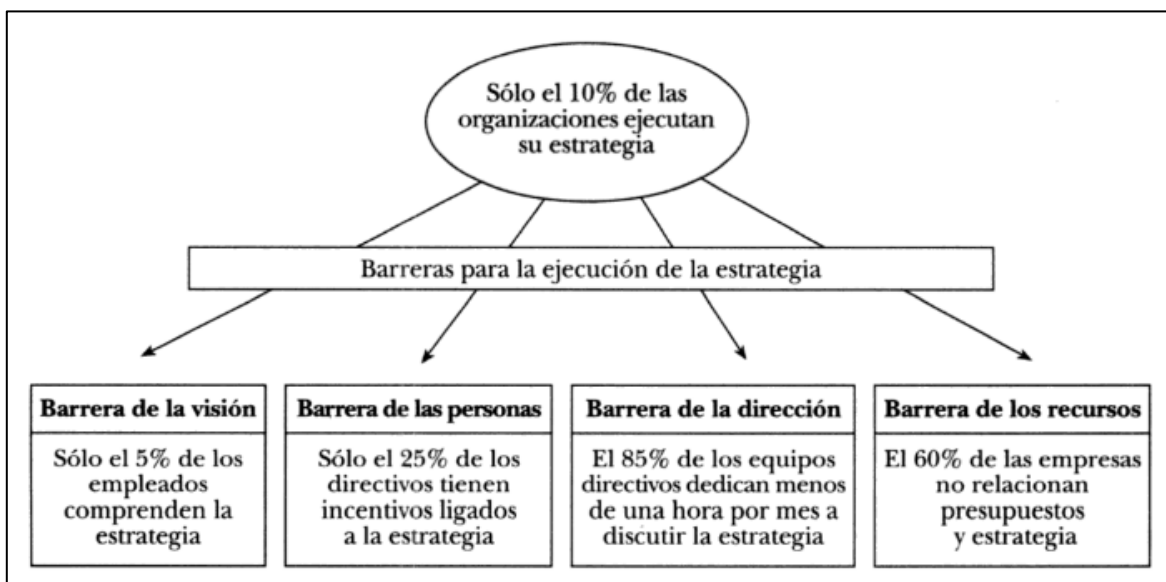 Sólo el 10% de las
organizaciones ejecutan
su estrategia
Barreras para la ejecución de la estrategia
Barrera de la visión
Sólo el 5% de los
empleados
comprenden la
estrategia
Barrera de las personas
Sólo el 25% de los
directivos tienen
incentivos ligados
a la estrategia
Barrera de la dirección
El 85% de los equipos
directivos dedican menos
de una hora por mes a
discutir la estrategia
Barrera de los recursos
El 60% de las empresas
no relacionan
presupuestos
y estrategia